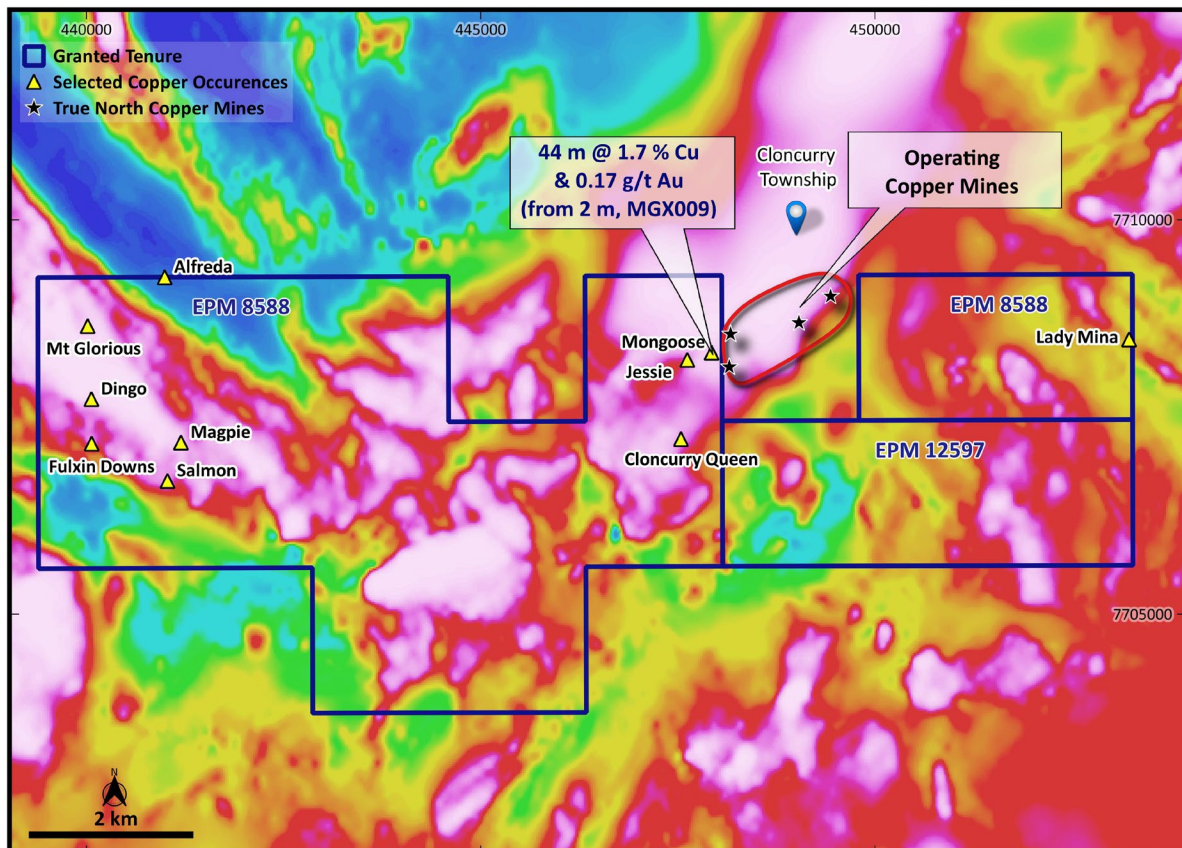 440000
445000
450000
Granted Tenure
Selected Copper Occurences
True North Copper Mines
44 m @ 1.7 % Cu
& 0.17 g/t Au
(from 2 m, MGX009)
Cloncurry
Township
Operating
Copper Mines
7710000
Alfreda
EPM 8588
EPM 8588
Mt Glorious
Mongoose
Lady Mina
Jessie
Dingo
Magpie
Fulxin Downs
Salmon
Cloncurry Queen
EPM 12597
7705000
N
2 km